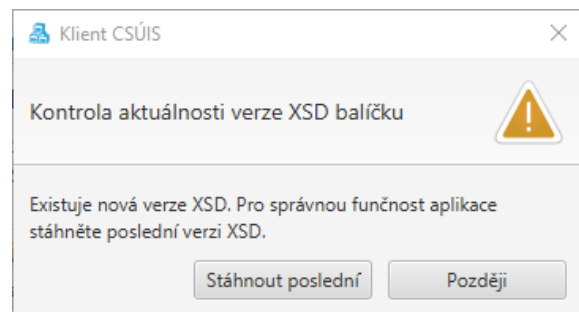 Klient CSÚIS
Kontrola aktuálnosti verze XSD balíčku
Existuje nová verze XSD. Pro správnou funčnost aplikace
stáhněte poslední verzi XSD.
Stáhnout poslední
Později